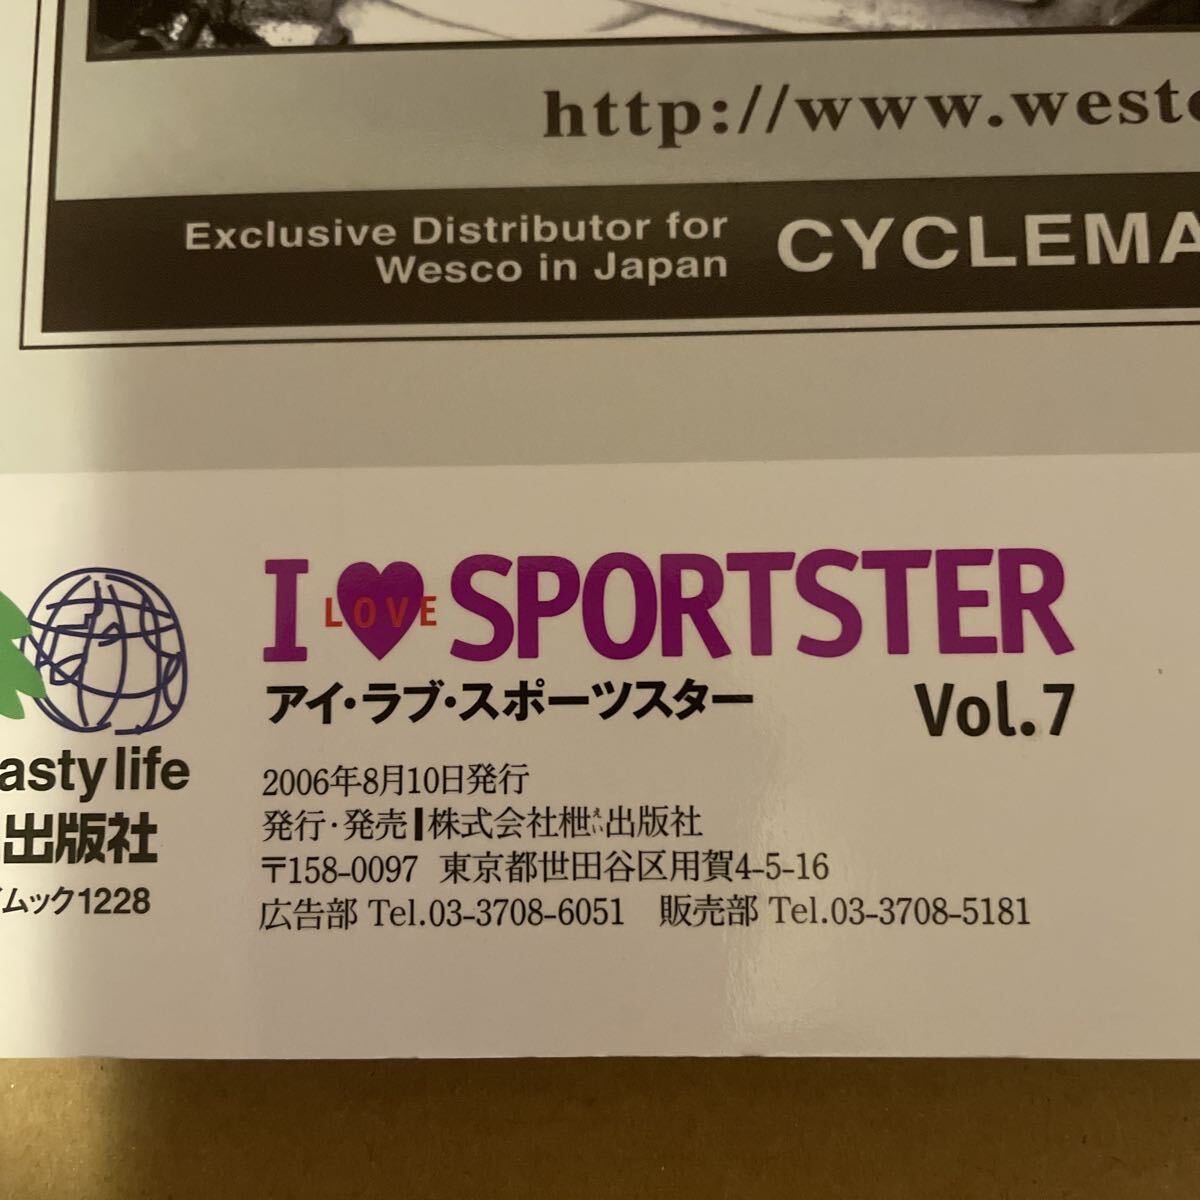 http://www.westc
Exclusive Distributor for
Wesco in Japan
CYCLEMA
I LOVE SPORTSTER
アイ・ラブ・スポーツスター
Vol.7
2006年8月10日発行
発行・発売 株式会社枻えい出版社
〒158-0097 東京都世田谷区用賀4-5-16
広告部 Tel.03-3708-6051 販売部 Tel.03-3708-5181
asty life
出版社
ムック1228